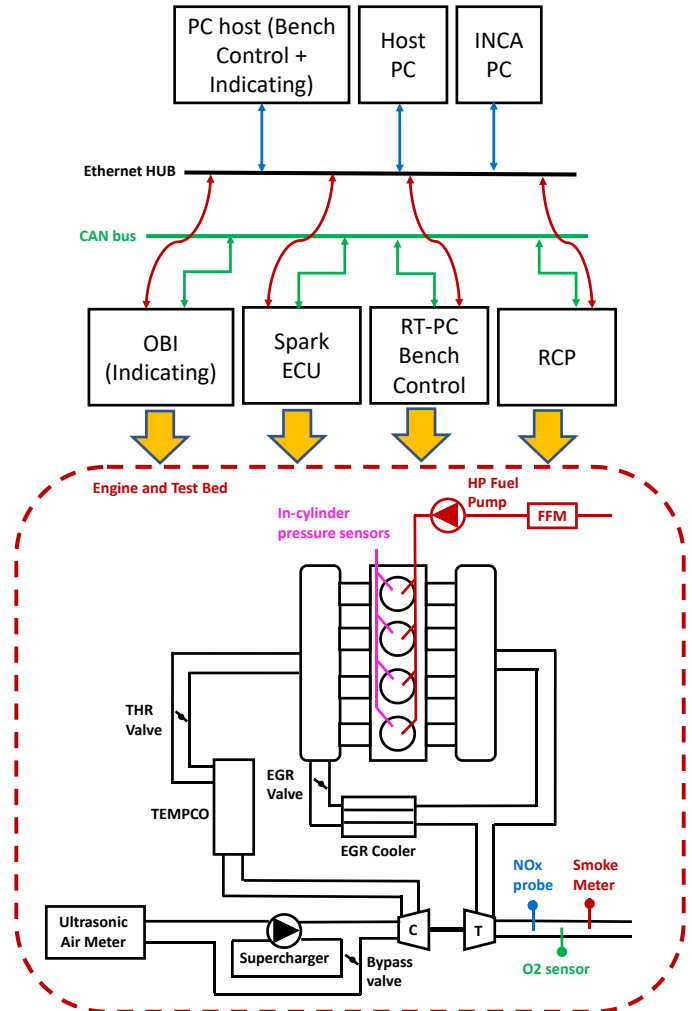 PC host (Bench
Control +
Indicating)
Host
PC
INCA
PC
Ethernet HUB
CAN bus
OBI
(Indicating)
Spark
ECU
RT-PC
Bench
Control
RCP
Engine and Test Bed
HP Fuel
Pump
FFM
In-cylinder
pressure sensors
THR
Valve
EGR
Valve
TEMPCO
EGR Cooler
NOx
probe
Smoke
Meter
Ultrasonic
Air Meter
C
T
Supercharger
Bypass
valve
O2 sensor